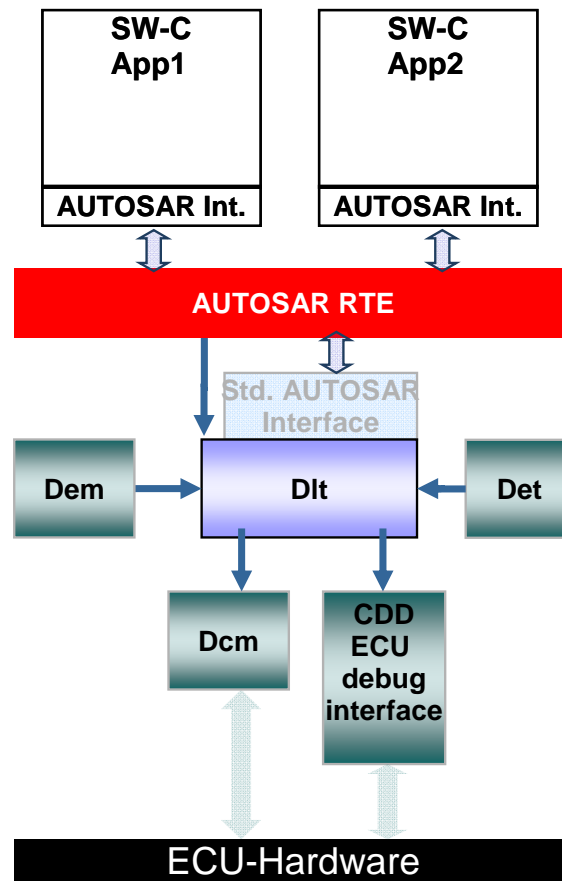 SW-C
App1
SW-C
App2
AUTOSAR Int.
AUTOSAR Int.
AUTOSAR RTE
Std. AUTOSAR
Interface
Dem
Dlt
Det
Dcm
CDD
ECU
debug
interface
ECU-Hardware